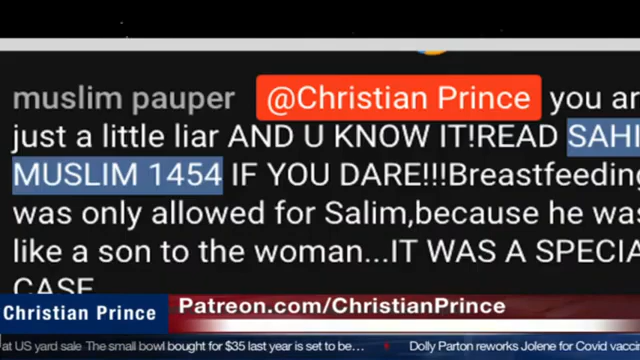 muslim pauper @Christian Prince you ar
just a little liar AND U KNOW IT!READ SAHI
MUSLIM 1454 IF YOU DARE!!!Breastfeeding
was only allowed for Salim,because he was
like a son to the woman...IT WAS A SPECIA
CASE
Christian Prince
Patreon.com/ChristianPrince
at US yard sale The small bowl bought for $35 last year is set to be… Dolly Parton reworks Jolene for Covid vaccin